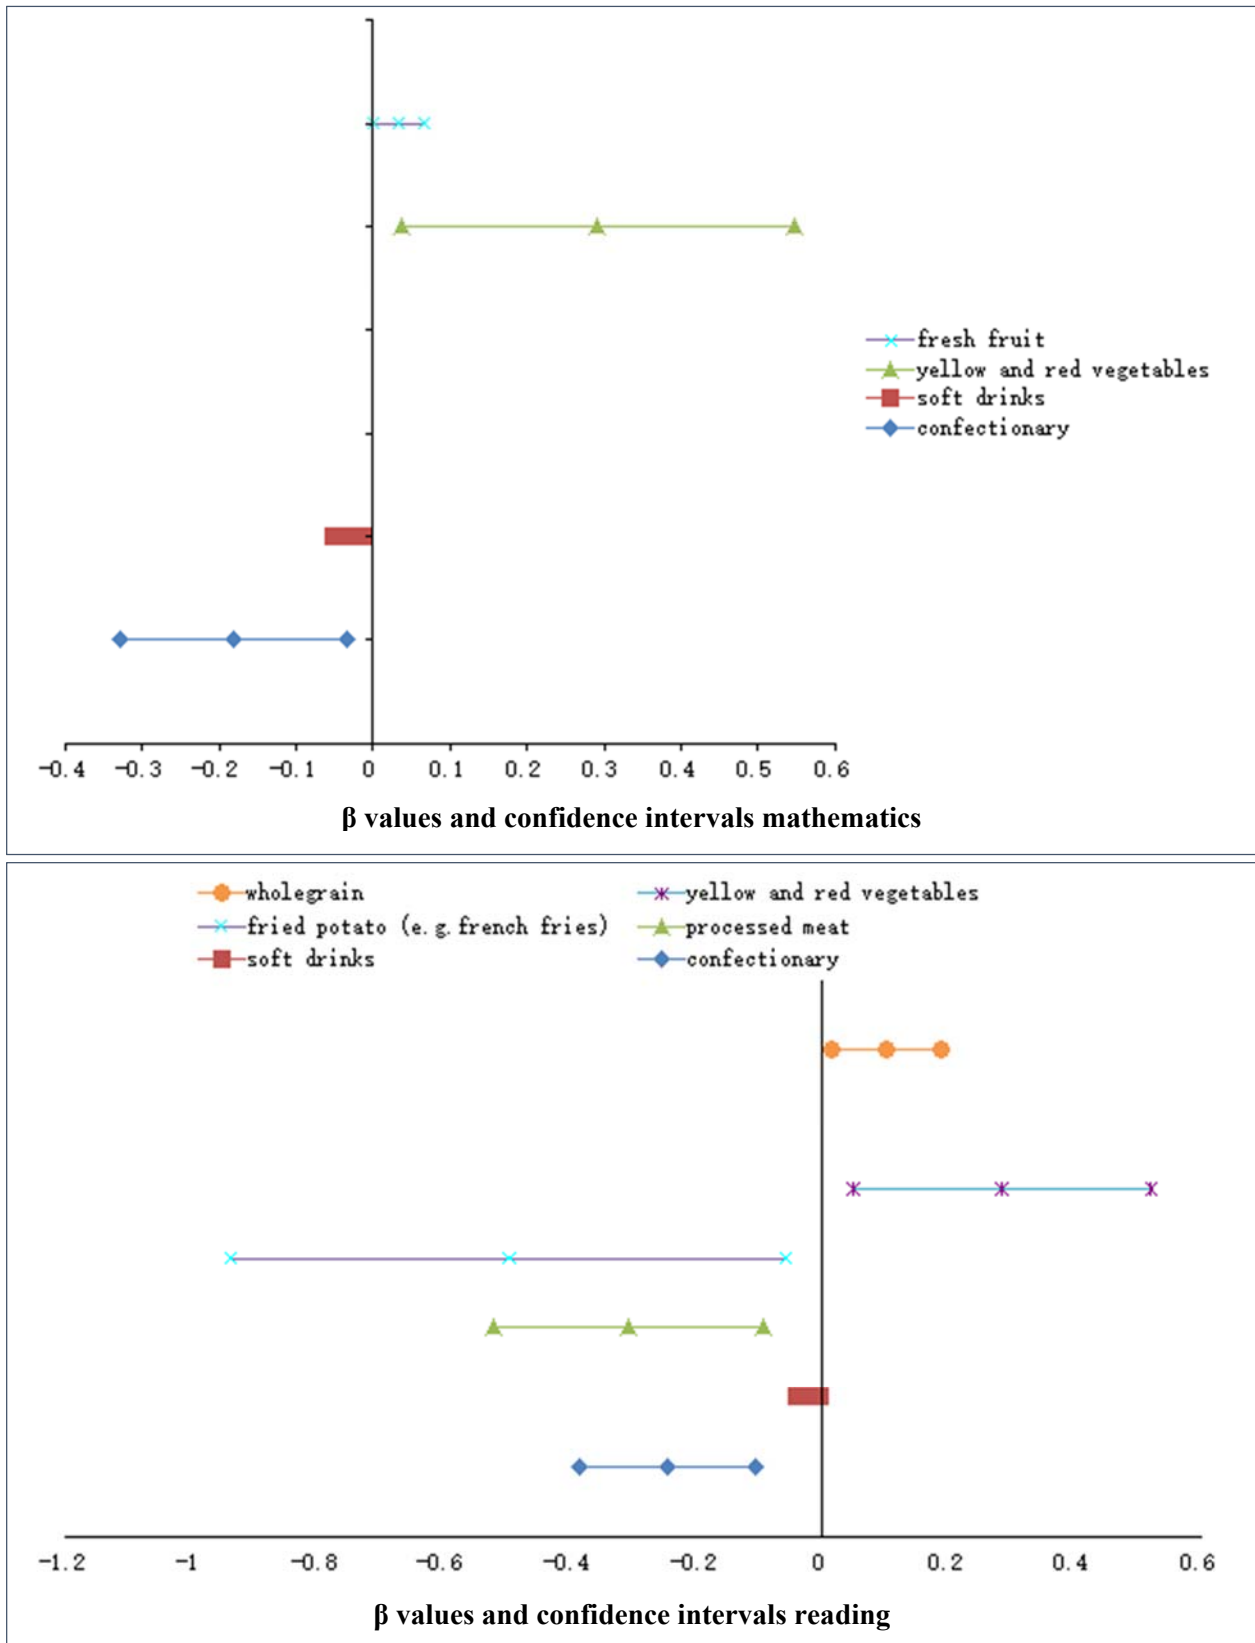 fresh fruit
yellow and red vegetables
soft drinks
confectionary
-0.4 -0.3 -0.2 -0.1 0 0.1 0.2 0.3 0.4 0.5 0.6
β values and confidence intervals mathematics
wholegrain yellow and red vegetables
fried potato (e.g.french fries) processed meat
soft drinks confectionary
-1.2 -1 -0.8 -0.6 -0.4 -0.2 0 0.2 0.4 0.6
β values and confidence intervals reading